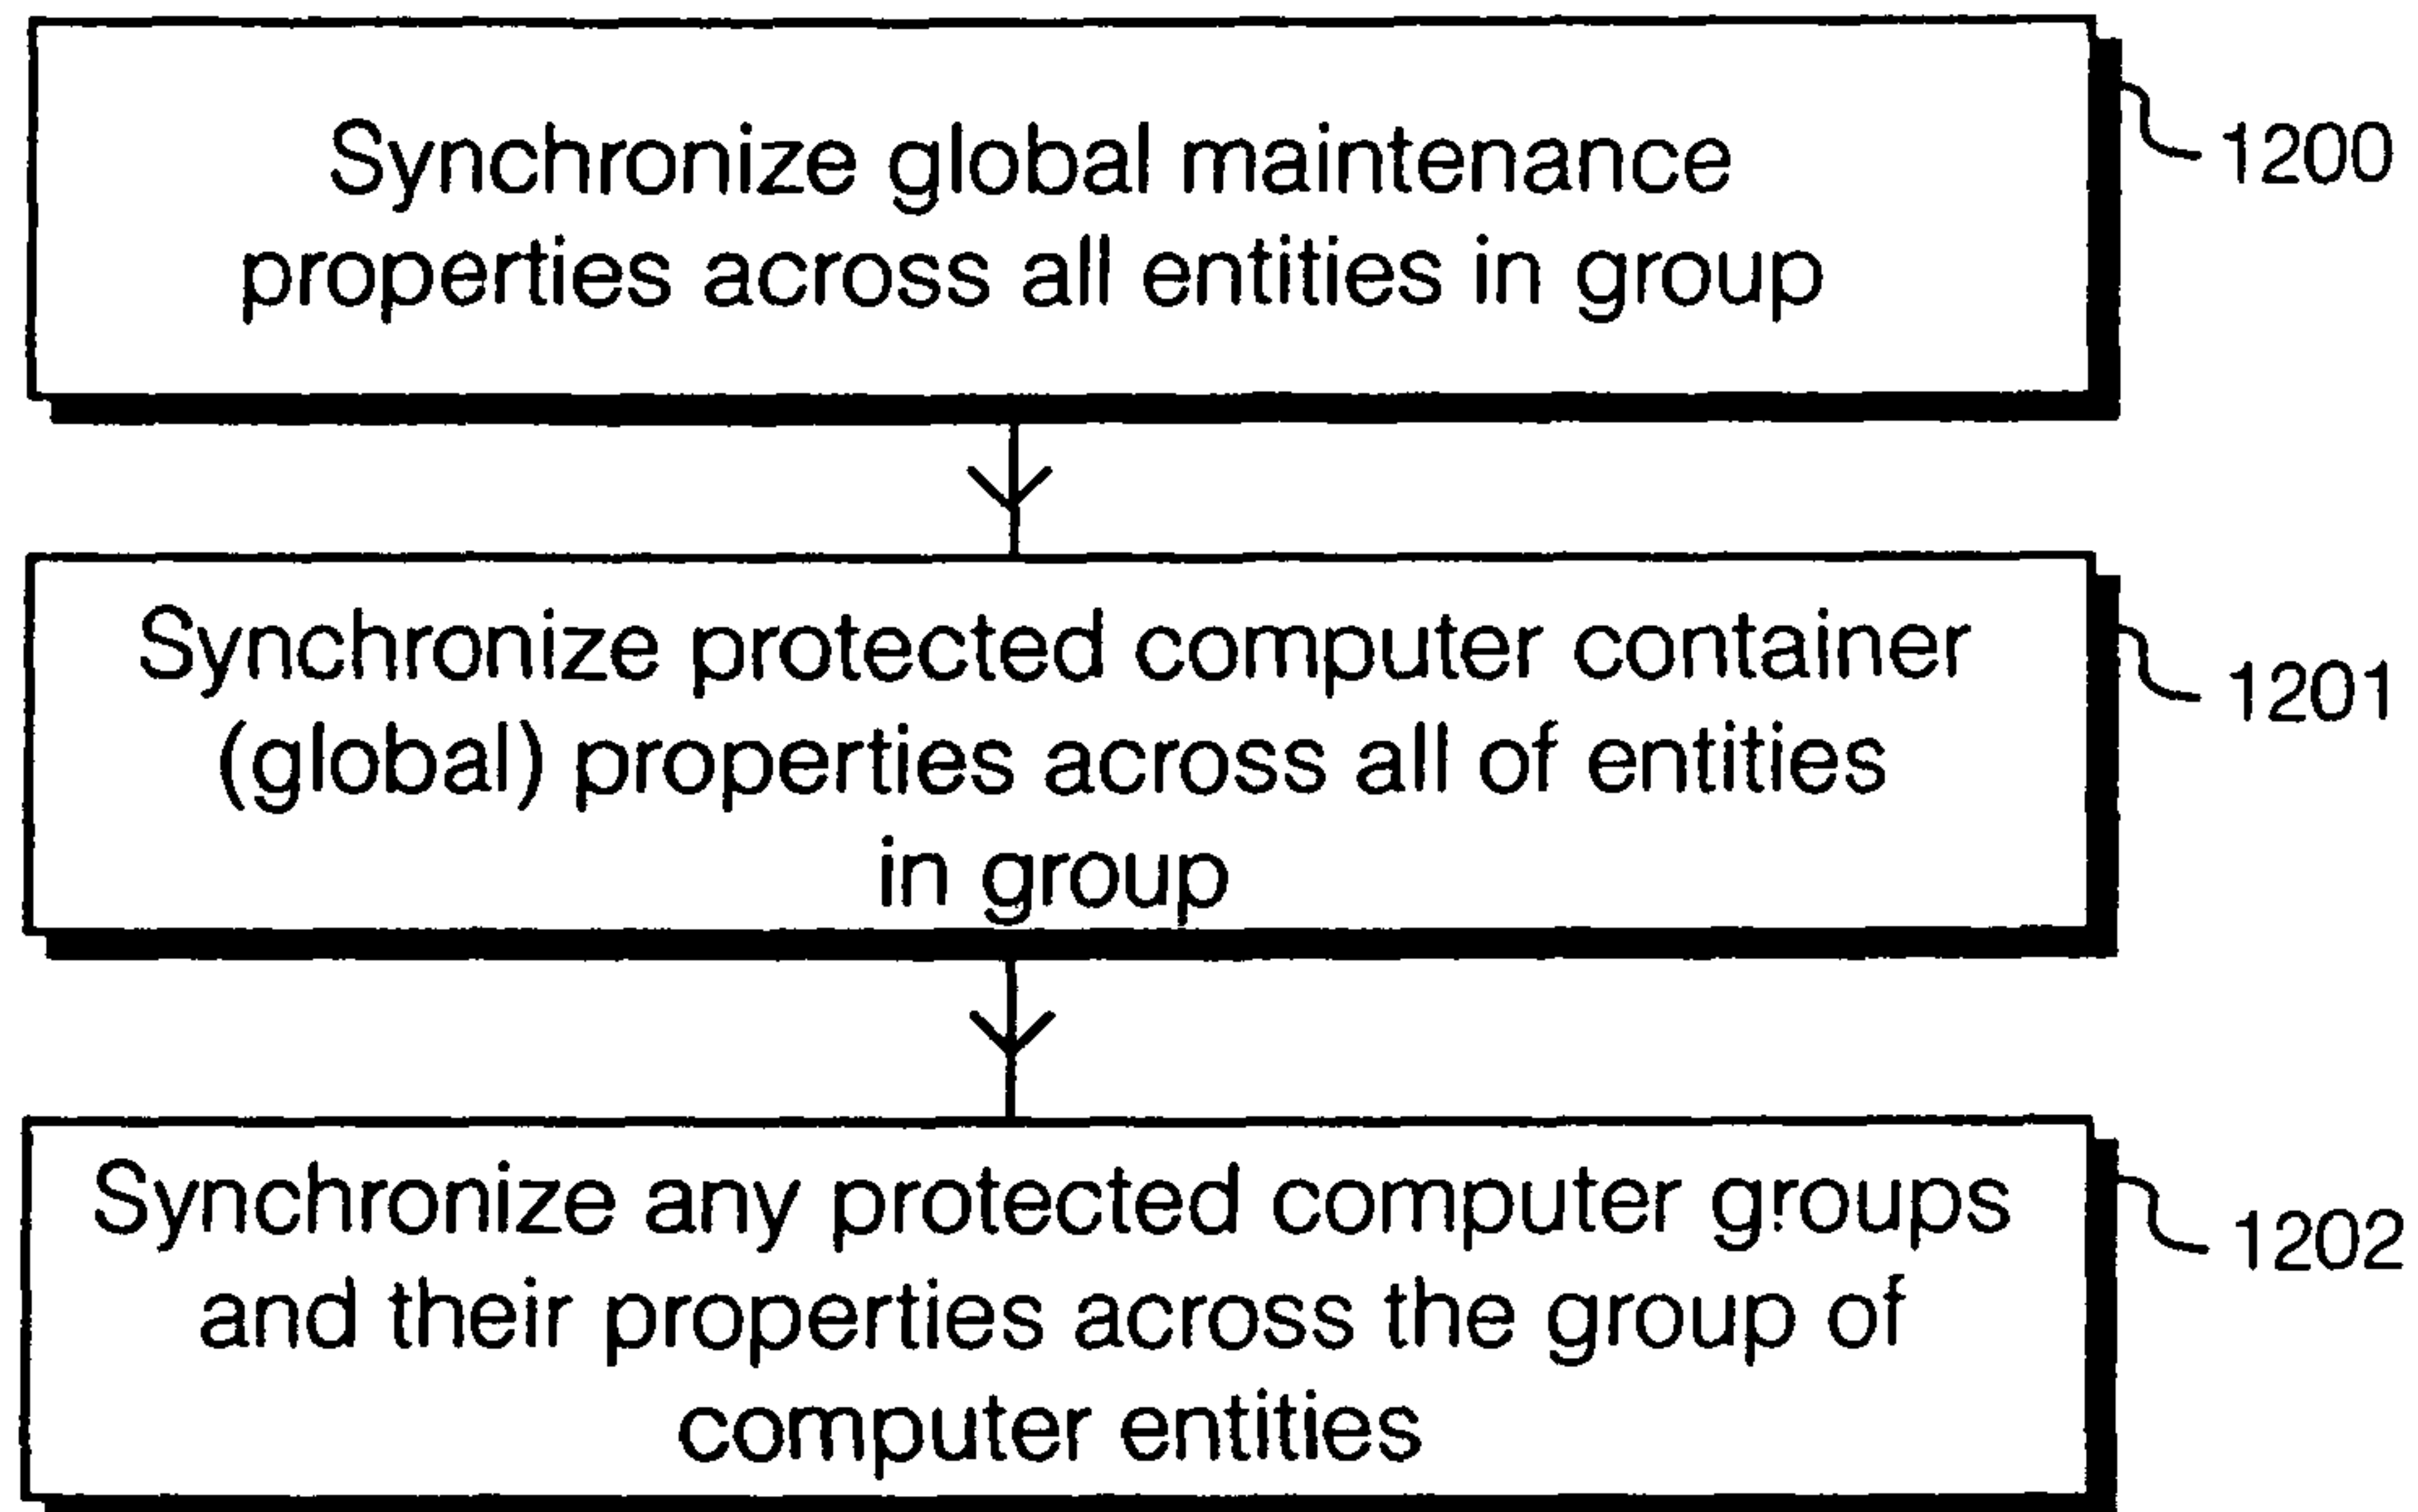 Synchronize global maintenance
properties across all entities in group
1200
Synchronize protected computer container
(global) properties across all of entities
in group
1201
Synchronize any protected computer groups
and their properties across the group of
computer entities
1202